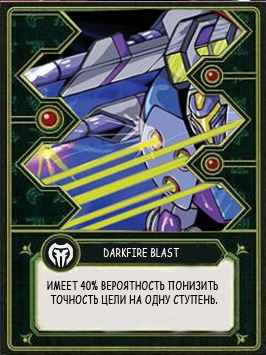 DARKFIRE BLAST
ИМЕЕТ 40% ВЕРОЯТНОСТЬ ПОНИЗИТЬ
ТОЧНОСТЬ ЦЕЛИ НА ОДНУ СТУПЕНЬ.